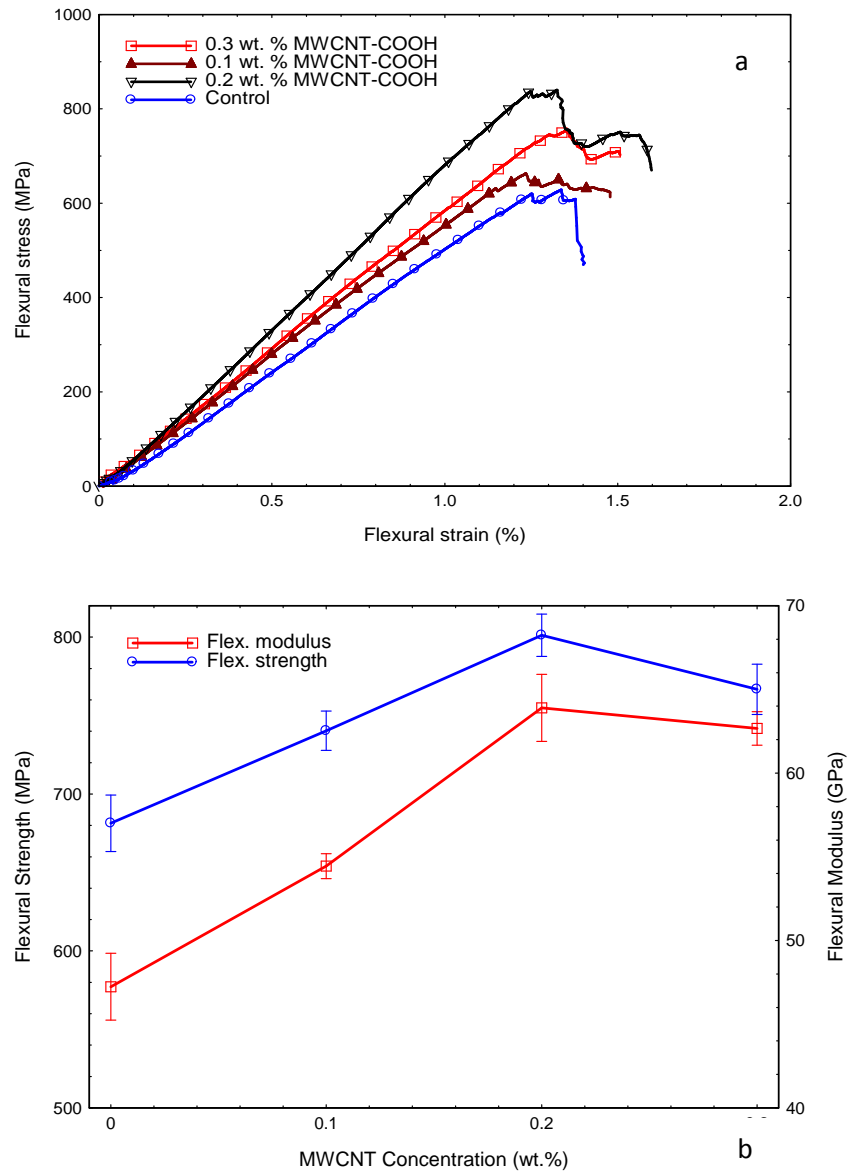 1000
800
600
400
200
0
Flexural stress (MPa)
0.3 wt. % MWCNT-COOH
0.1 wt. % MWCNT-COOH
0.2 wt. % MWCNT-COOH
Control
a
0
0.5
1.0
1.5
2.0
Flexural strain (%)
800
700
600
500
Flexural Strength (MPa)
Flex. modulus
Flex. strength
70
60
50
40
Flexural Modulus (GPa)
0
0.1
0.2
MWCNT Concentration (wt.%)
b